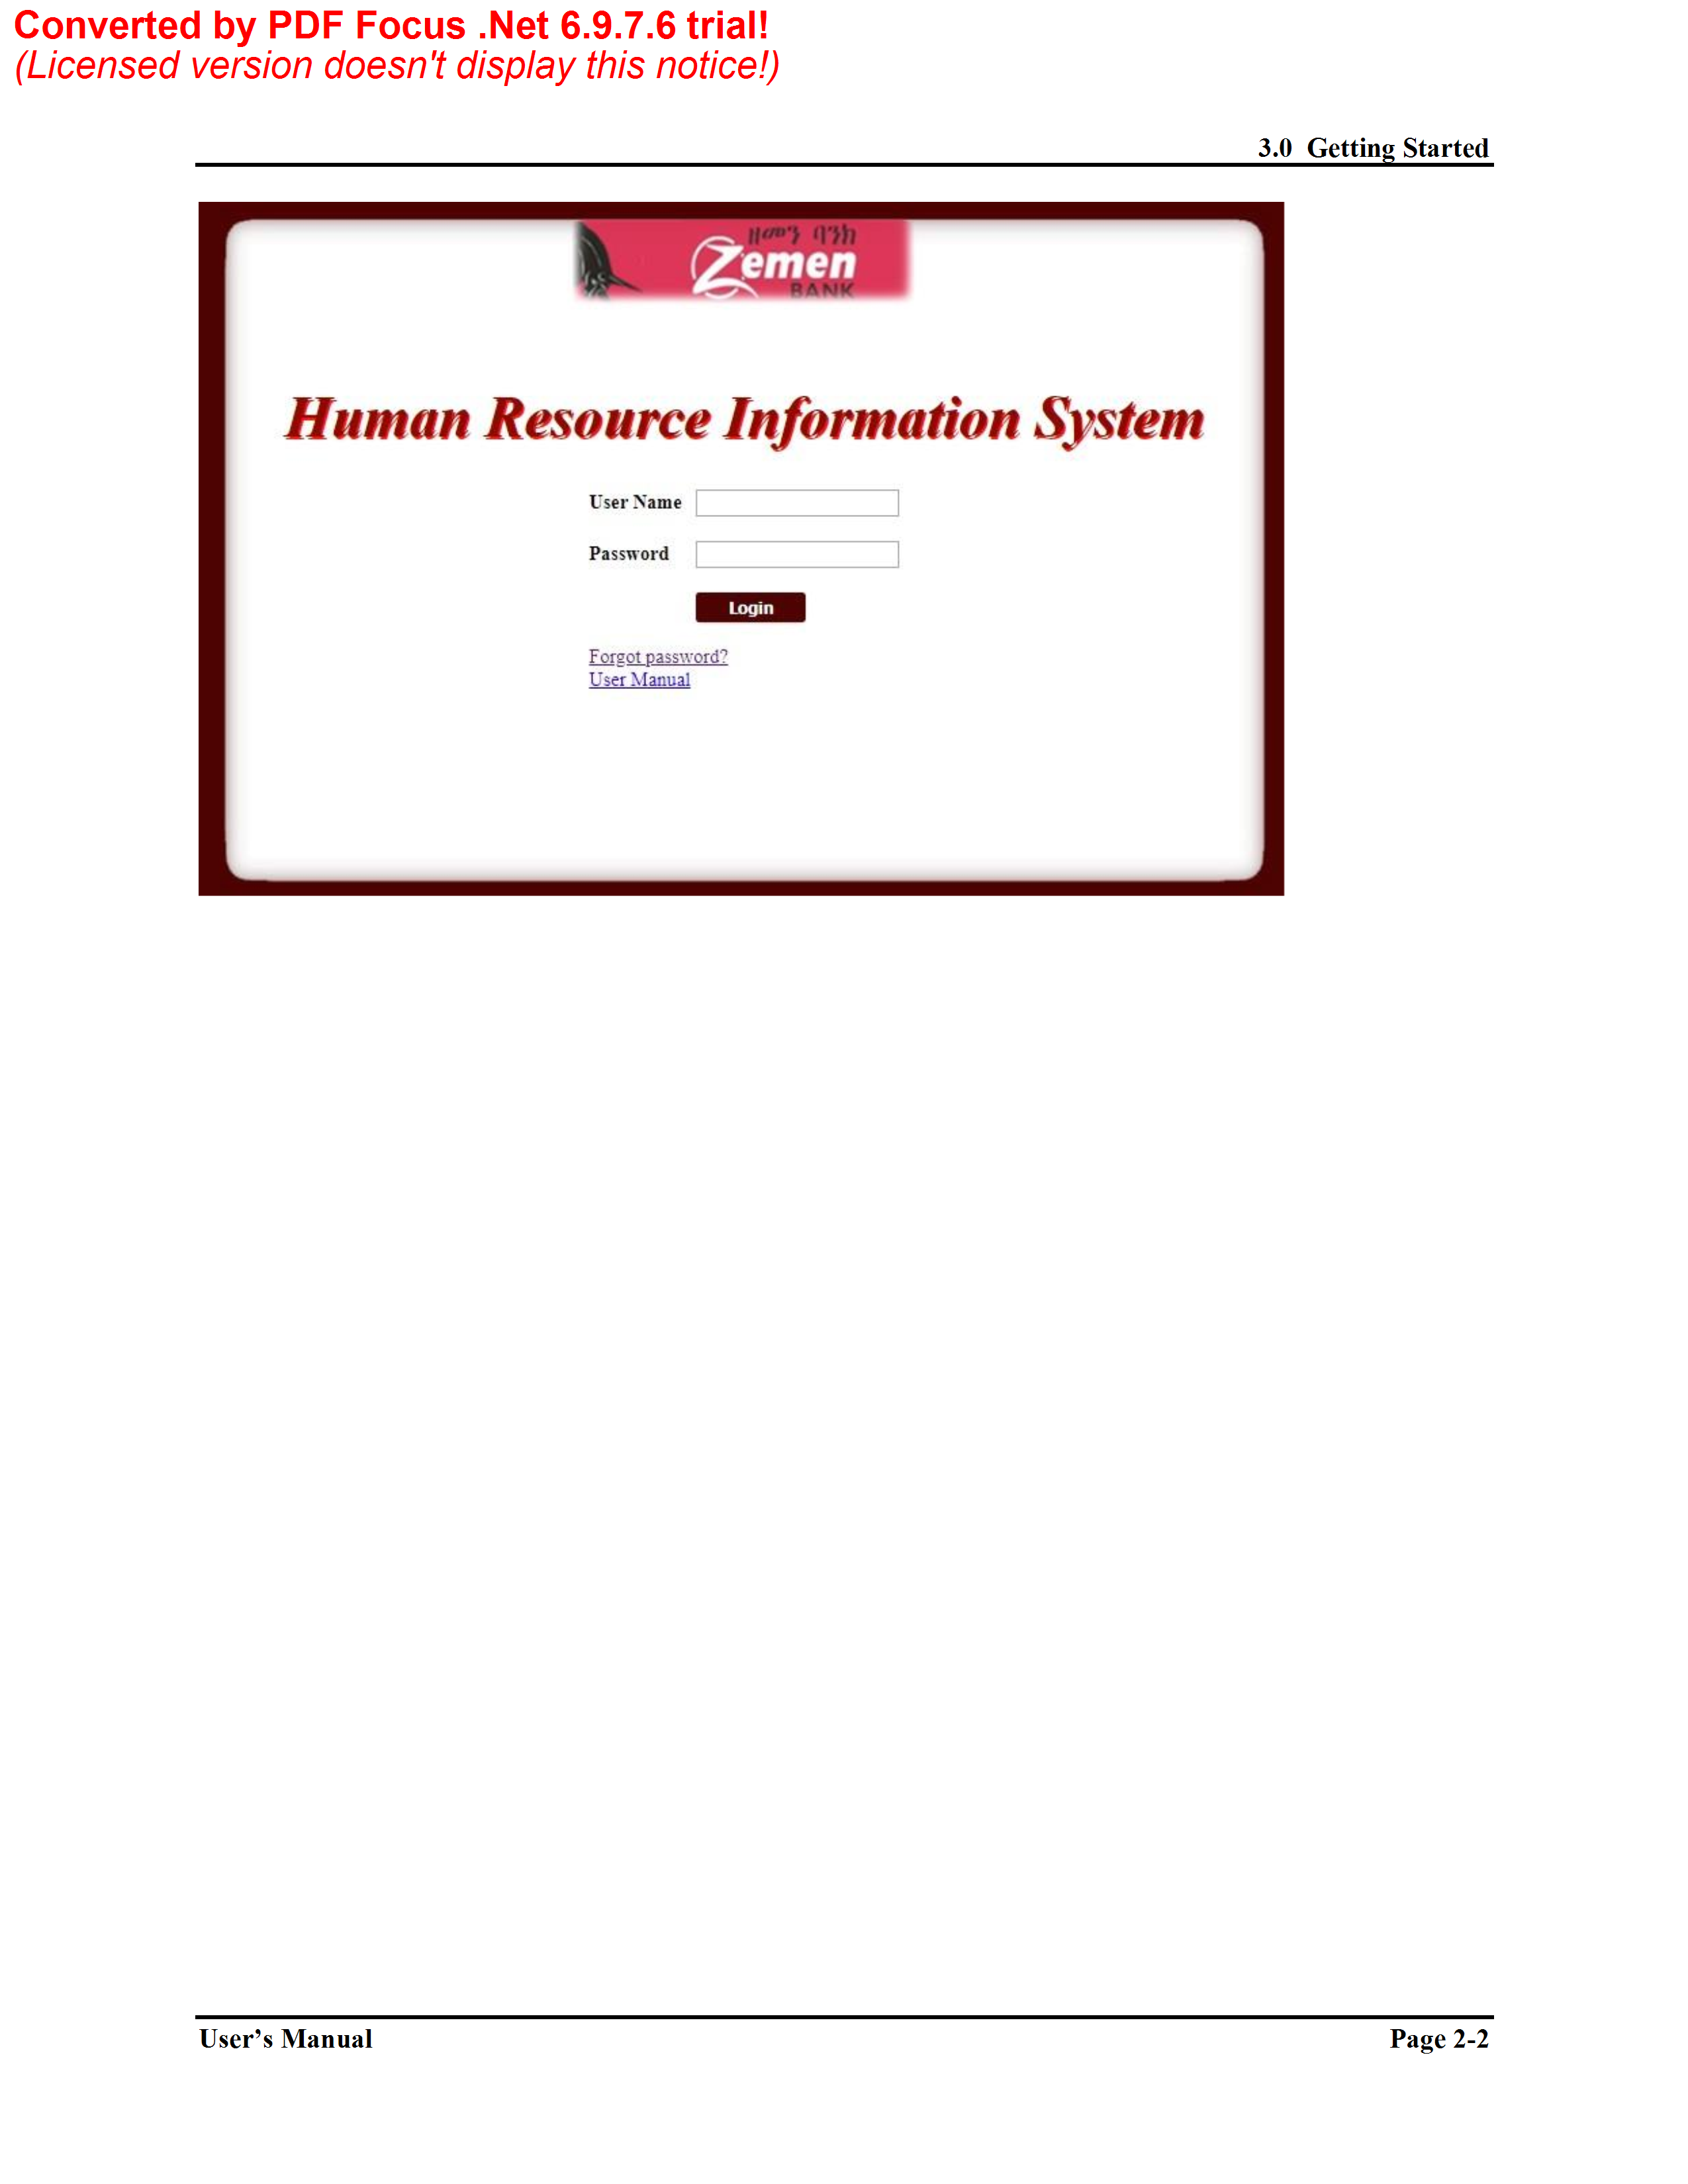 Converted by PDF Focus .Net 6.9.7.6 trial!
(Licensed version doesn't display this notice!)
3.0 Getting Started
ዘመን ባንክ
Zemen
BANK
Human Resource Information System
User Name
Password
Login
Forgot password?
User Manual
User’s Manual Page 2-2